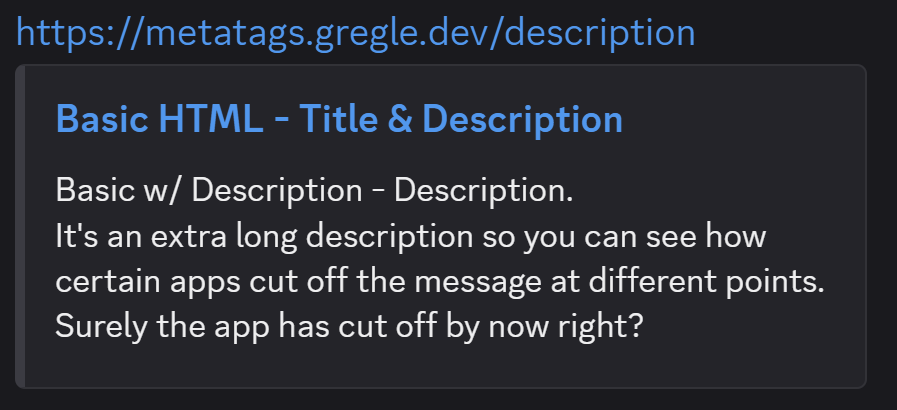 https://metatags.gregle.dev/description
Basic HTML - Title & Description
Basic w/ Description - Description.
It's an extra long description so you can see how
certain apps cut off the message at different points.
Surely the app has cut off by now right?